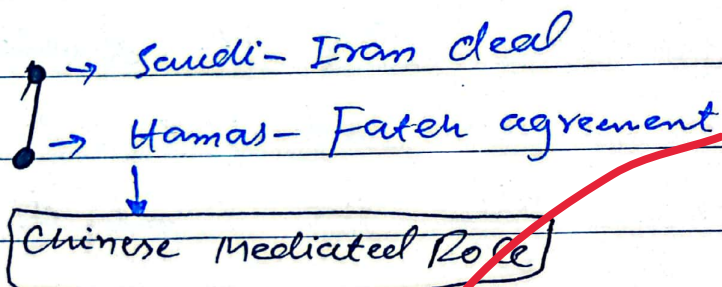 → Saudi- Iran deal
→ Hamas- Fateh agreement
↓
Chinese Mediated Role